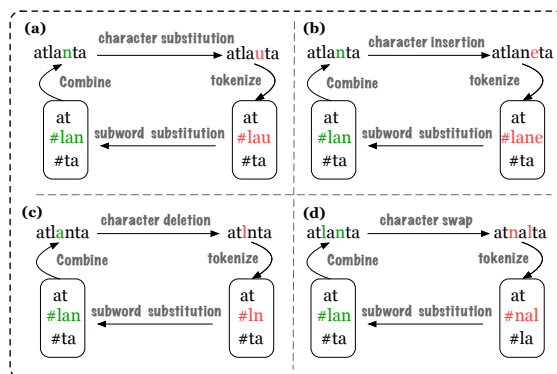 (a)
character substitution
atlanta
atlauta
Combine
tokenize
at
#lan
#ta
subword substitution
at
#lau
#ta
(b)
character insertion
atlanta
atlaneta
Combine
tokenize
at
#lan
#ta
subword substitution
at
#lane
#ta
(c)
character deletion
atlanta
atlnta
Combine
tokenize
at
#lan
#ta
subword substitution
at
#ln
#ta
(d)
character swap
atlanta
atnalta
Combine
tokenize
at
#lan
#ta
subword substitution
at
#nal
#la